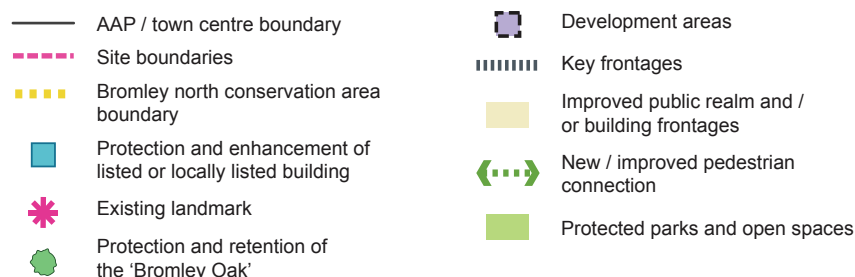 AAP / town centre boundary
Site boundaries
Bromley north conservation area
boundary
Protection and enhancement of
listed or locally listed building
Existing landmark
Protection and retention of
the ‘Bromley Oak’
Development areas
Key frontages
Improved public realm and /
or building frontages
New / improved pedestrian
connection
Protected parks and open spaces